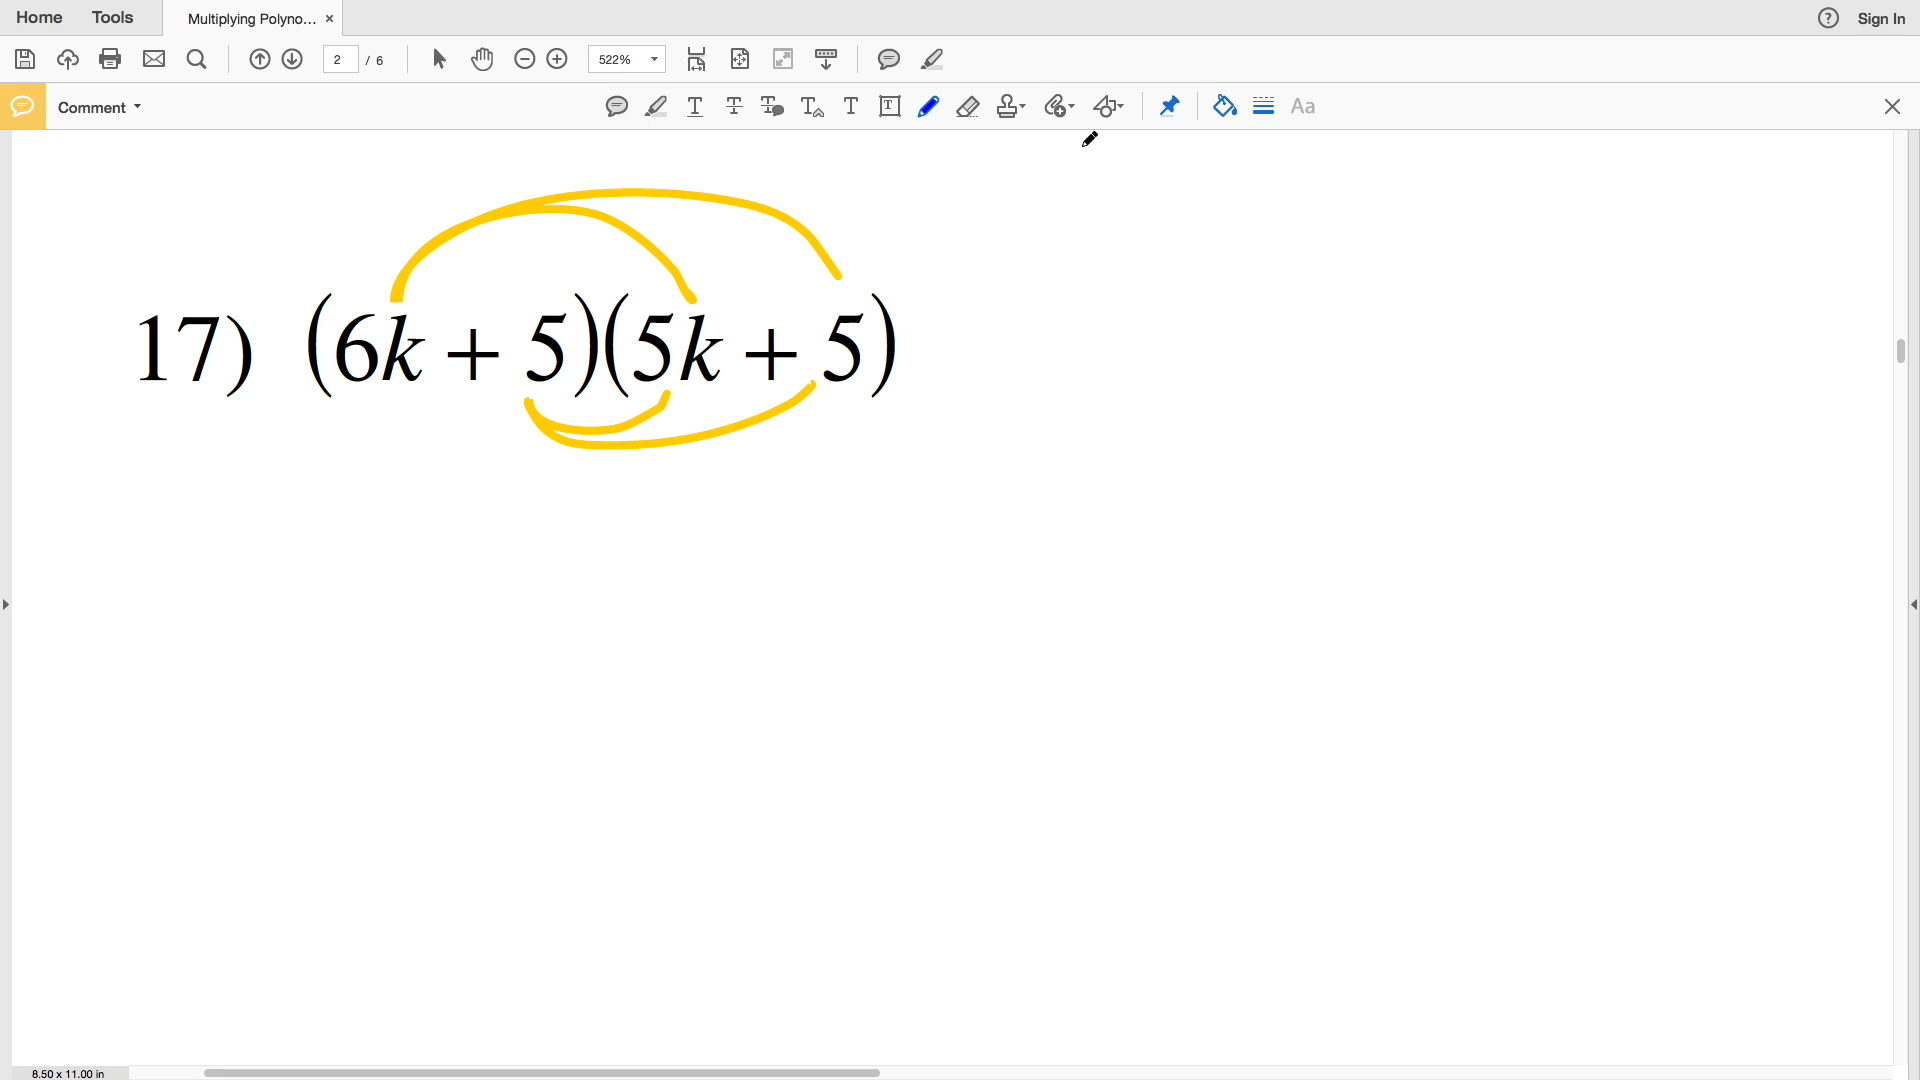 Home Tools Multiplying Polyno... × ? Sign In
2 / 6 522%
Comment T T T T T T Aa
17) (6k + 5)(5k + 5)
8.50 x 11.00 in